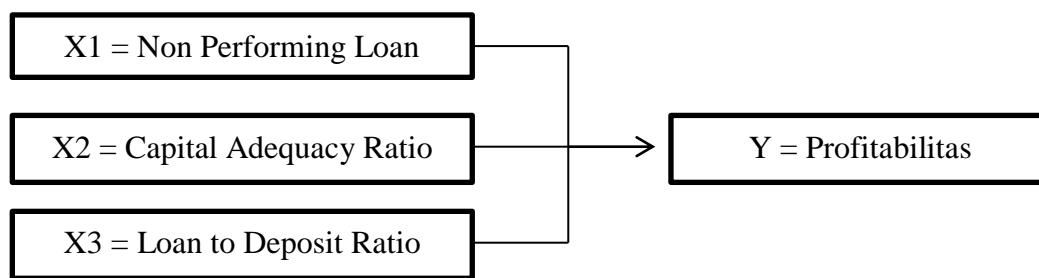 X1 = Non Performing Loan
X2 = Capital Adequacy Ratio
Y = Profitabilitas
X3 = Loan to Deposit Ratio